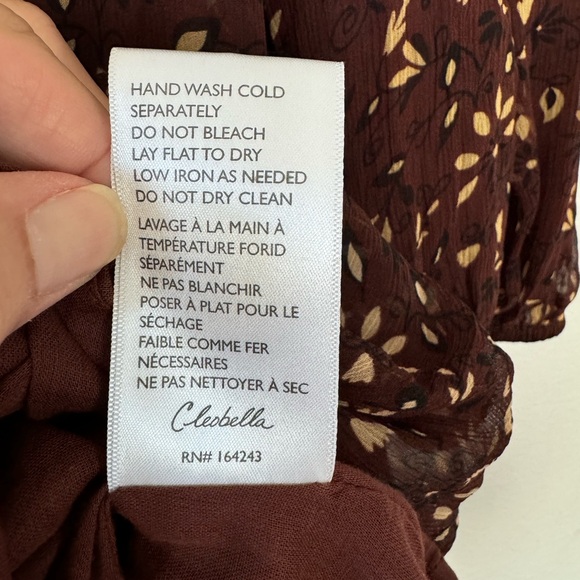 HAND WASH COLD
SEPARATELY
DO NOT BLEACH
LAY FLAT TO DRY
LOW IRON AS NEEDED
DO NOT DRY CLEAN
LAVAGE À LA MAIN À
TEMPÉRATURE FORID
SÉPARÉMENT
NE PAS BLANCHIR
POSER À PLAT POUR LE
SÉCHAGE
FAIBLE COMME FER
NÉCESSAIRES
NE PAS NETTOYER À SEC
Cleobella
RN# 164243